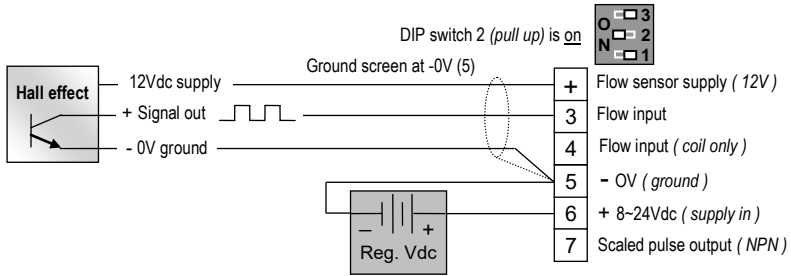 DIP switch 2 (pull up) is on
O
N
3
2
1
Ground screen at -0V (5)
Hall effect
12Vdc supply
+ Signal out
- 0V ground
+ Flow sensor supply ( 12V )
3 Flow input
4 Flow input ( coil only )
5 - OV ( ground )
6 + 8~24Vdc ( supply in )
7 Scaled pulse output ( NPN )
– +
Reg. Vdc